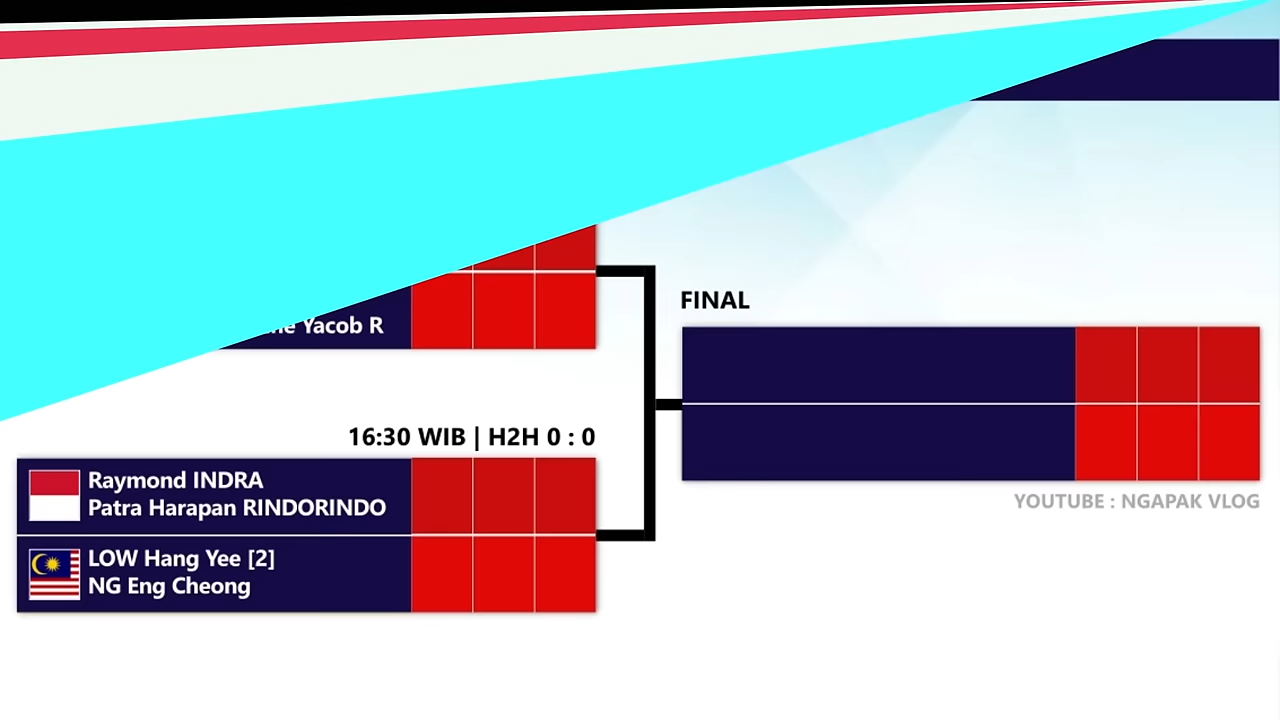 Yacob R
FINAL
16:30 WIB | H2H 0 : 0
Raymond INDRA
Patra Harapan RINDORINDO
LOW Hang Yee [2]
NG Eng Cheong
YOUTUBE : NGAPAK VLOG